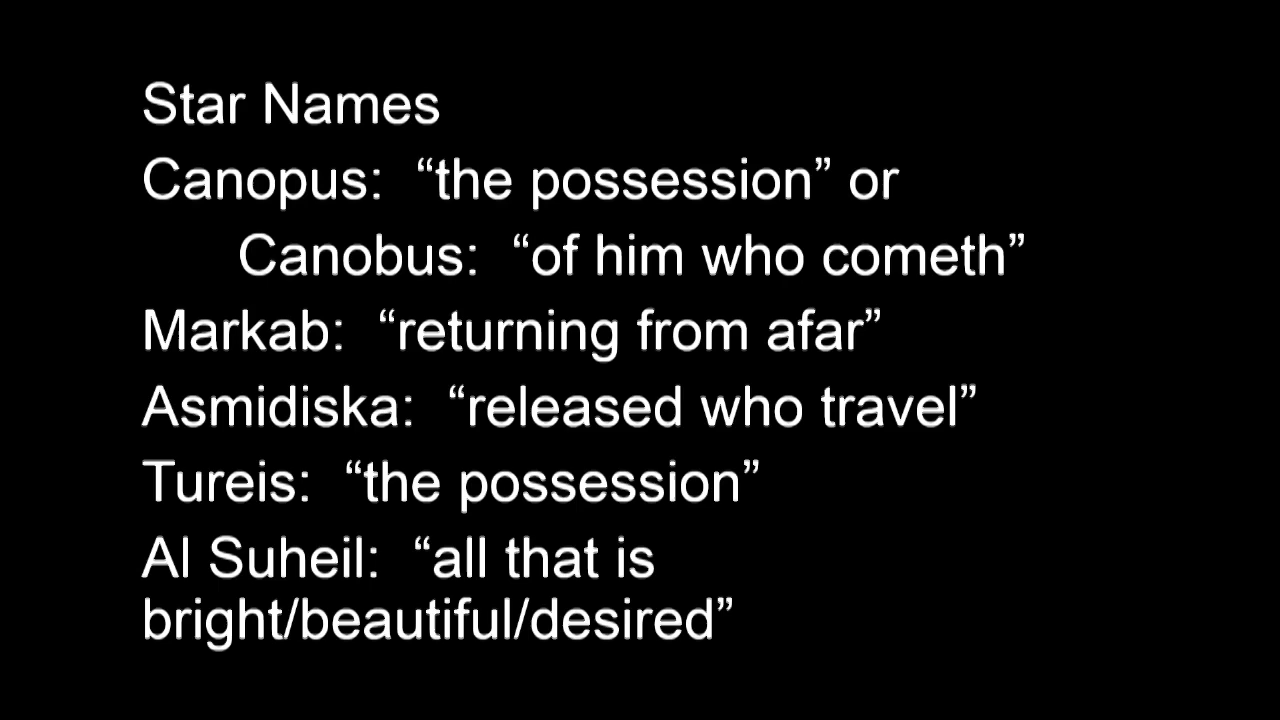 Star Names
Canopus:  “the possession” or
Canobus:  “of him who cometh”
Markab:  “returning from afar”
Asmidiska:  “released who travel”
Tureis:  “the possession”
Al Suheil:  “all that is
bright/beautiful/desired”